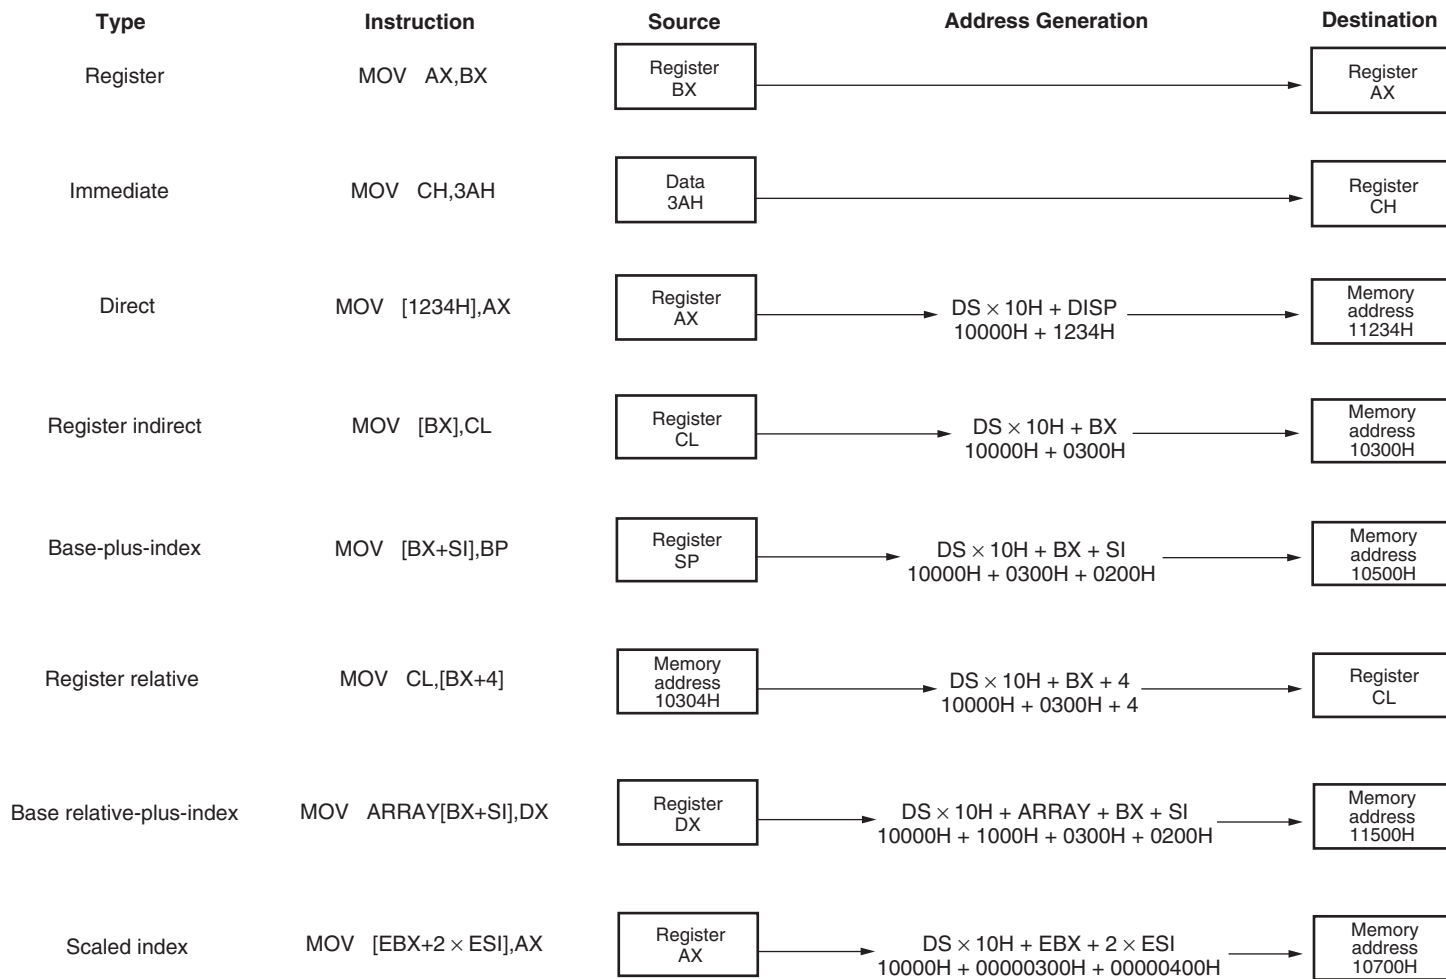 Type Instruction Source Address Generation Destination
Register MOV AX,BX Register BX Register AX
Immediate MOV CH,3AH Data 3AH Register CH
Direct MOV [1234H],AX Register AX DS × 10H + DISP 10000H + 1234H Memory address 11234H
Register indirect MOV [BX],CL Register CL DS × 10H + BX 10000H + 0300H Memory address 10300H
Base-plus-index MOV [BX+SI],BP Register SP DS × 10H + BX + SI 10000H + 0300H + 0200H Memory address 10500H
Register relative MOV CL,[BX+4] Memory address 10304H DS × 10H + BX + 4 10000H + 0300H + 4 Register CL
Base relative-plus-index MOV ARRAY[BX+SI],DX Register DX DS × 10H + ARRAY + BX + SI 10000H + 1000H + 0300H + 0200H Memory address 11500H
Scaled index MOV [EBX+2 × ESI],AX Register AX DS × 10H + EBX + 2 × ESI 10000H + 00000300H + 00000400H Memory address 10700H